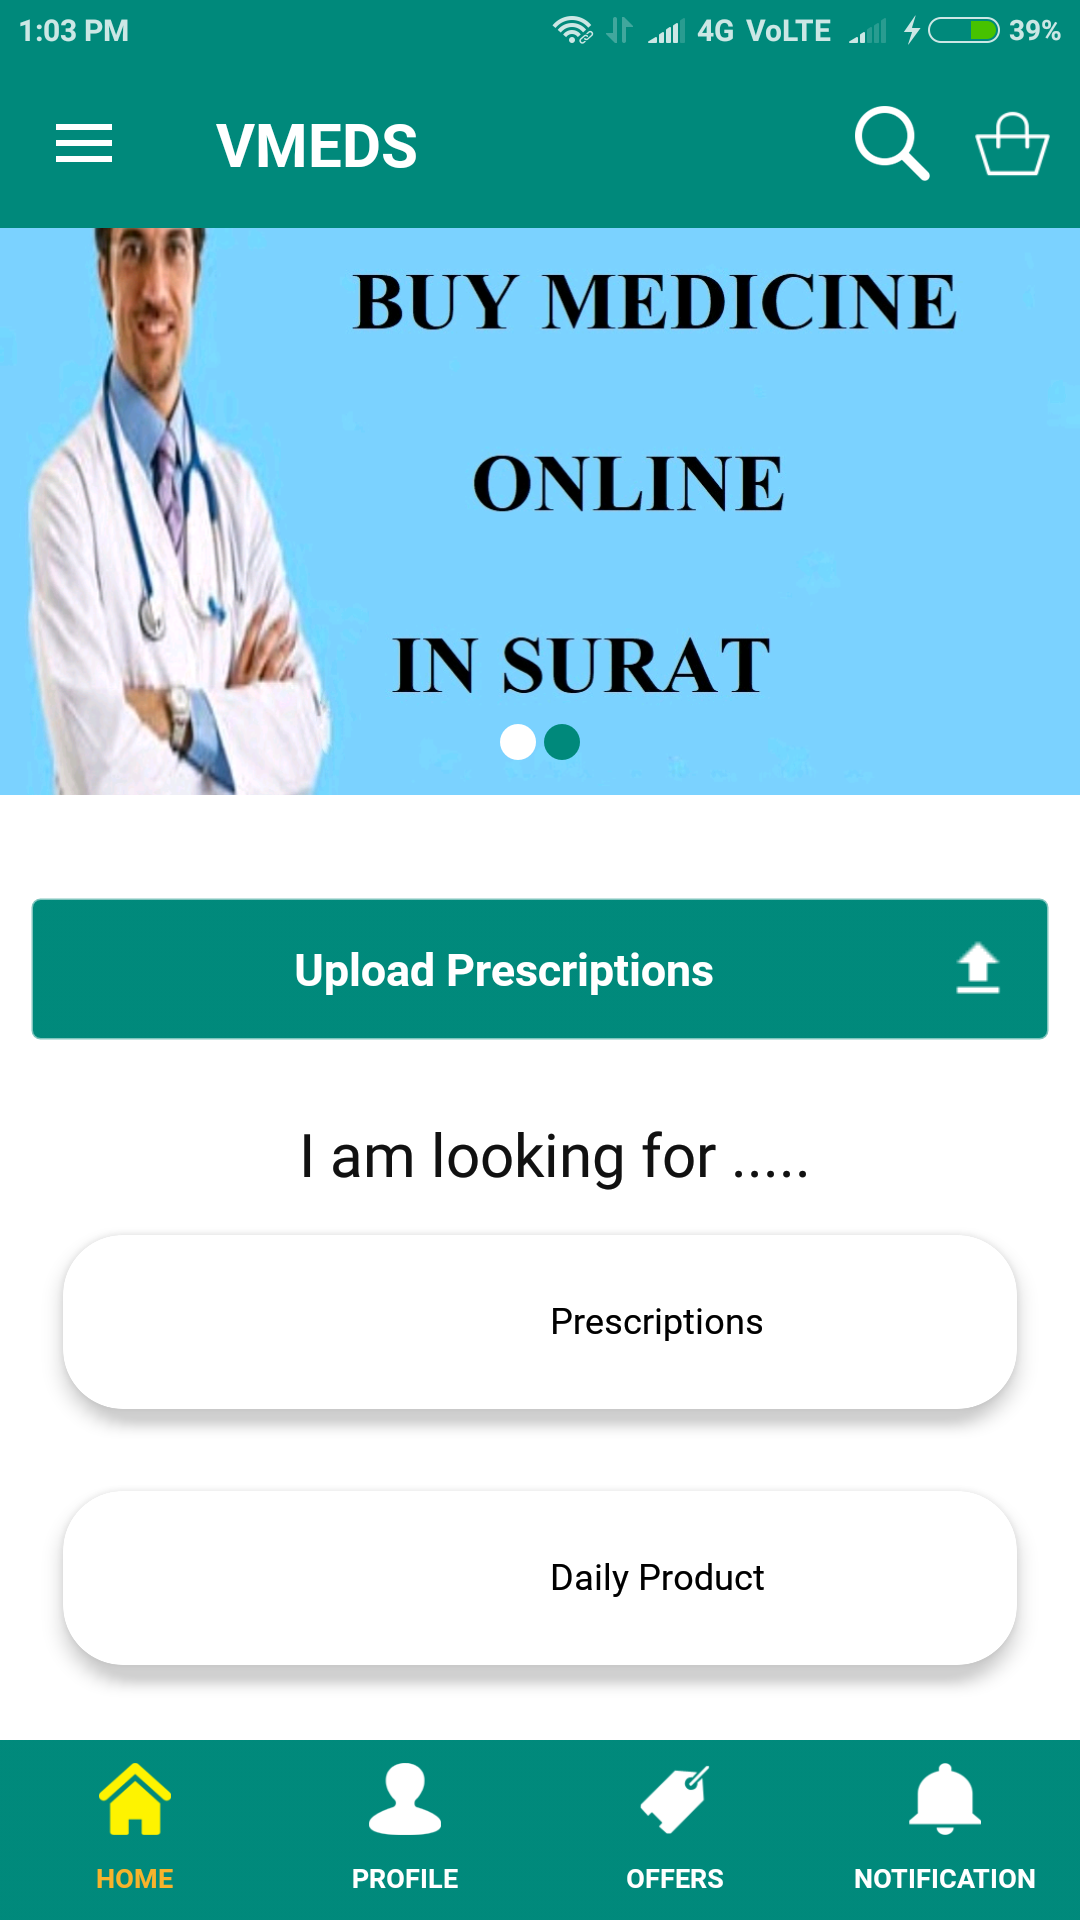 1:03 PM 4G VoLTE 39%
VMEDS
BUY MEDICINE
ONLINE
IN SURAT
Upload Prescriptions
I am looking for .....
Prescriptions
Daily Product
HOME PROFILE OFFERS NOTIFICATION